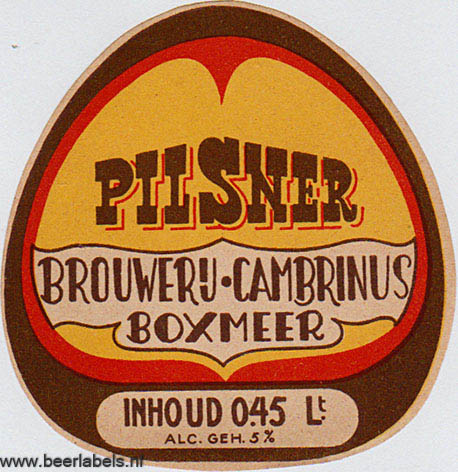 PILSNER
BROUWERIJ·CAMBRINUS
BOXMEER
INHOUD 0.45 Lt
ALC. GEH. 5%
www.beerlabels.nl